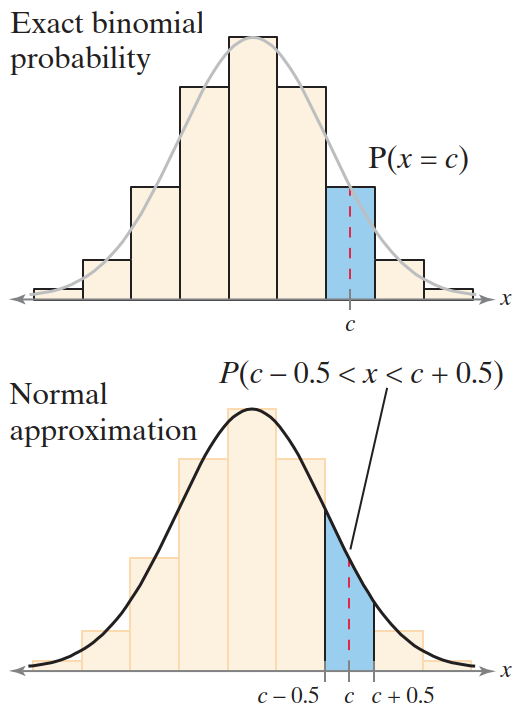 Exact binomial
probability
P(x = c)
x
c
P(c – 0.5 < x < c + 0.5)
Normal
approximation
x
c – 0.5 c c + 0.5